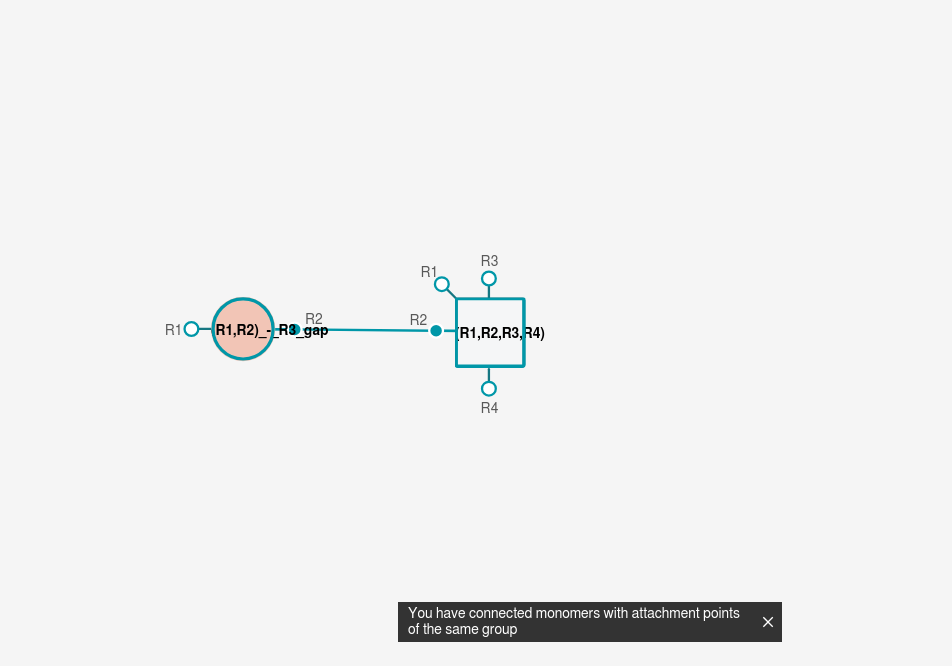 R3
R1
R2
R2
R1
R1,R2)_-_R3_gap
(R1,R2,R3,R4)
R4
You have connected monomers with attachment points
of the same group